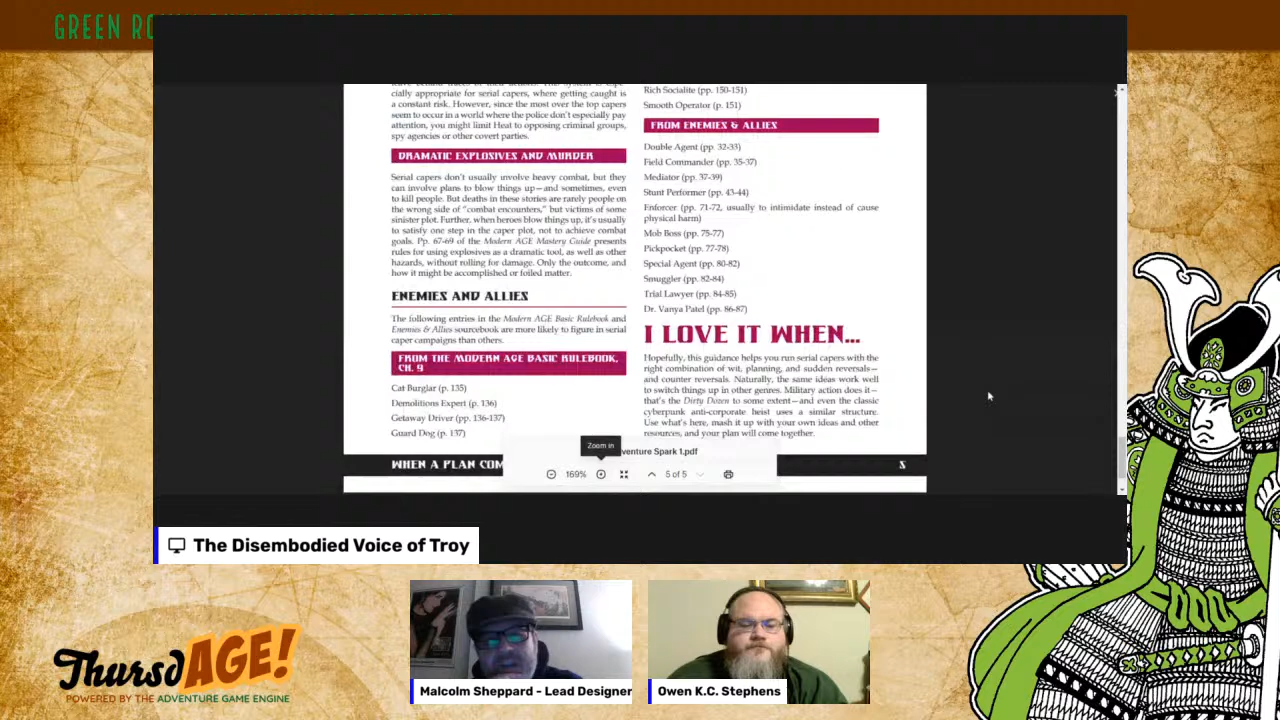 GREEN RO
cially appropriate for serial capers, where getting caught is
a constant risk. However, since the most over the top capers
seem to occur in a world where the police don't especially pay
attention, you might limit Heat to opposing criminal groups,
spy agencies or other covert parties.
DRAMATIC EXPLOSIVES AND MURDER
Serial capers don't usually involve heavy combat, but they
can involve plans to blow things up—and sometimes, even
to kill people. But deaths in these stories are rarely people on
the wrong side of "combat encounters," but victims of some
sinister plot. Further, when heroes blow things up, it's usually
to satisfy one step in the caper plot, not to achieve combat
goals. Pp. 67-69 of the Modern AGE Mastery Guide presents
rules for using explosives as a dramatic tool, as well as other
hazards, without rolling for damage. Only the outcome, and
how it might be accomplished or foiled matter.
ENEMIES AND ALLIES
The following entries in the Modern AGE Basic Rulebook and
Enemies & Allies sourcebook are more likely to figure in serial
caper campaigns than others.
FROM THE MODERN AGE BASIC RULEBOOK,
CH. 9
Cat Burglar (p. 135)
Demolitions Expert (p. 136)
Getaway Driver (pp. 136-137)
Guard Dog (p. 137)
Rich Socialite (pp. 150-151)
Smooth Operator (p. 151)
FROM ENEMIES & ALLIES
Double Agent (pp. 32-33)
Field Commander (pp. 35-37)
Mediator (pp. 37-39)
Stunt Performer (pp. 43-44)
Enforcer (pp. 71-72, usually to intimidate instead of cause
physical harm)
Mob Boss (pp. 75-77)
Pickpocket (pp. 77-78)
Special Agent (pp. 80-82)
Smuggler (pp. 82-84)
Trial Lawyer (pp. 84-85)
Dr. Vanya Patel (pp. 86-87)
I LOVE IT WHEN...
Hopefully, this guidance helps you run serial capers with the
right combination of wit, planning, and sudden reversals—
and counter reversals. Naturally, the same ideas work well
to switch things up in other genres. Military action does it—
that's the Dirty Dozen to some extent—and even the classic
cyberpunk anti-corporate heist uses a similar structure.
Use what's here, mash it up with your own ideas and other
resources, and your plan will come together.
WHEN A PLAN COM
5
Zoom in
venture Spark 1.pdf
169%
5 of 5
The Disembodied Voice of Troy
ThursdAGE!
POWERED BY THE ADVENTURE GAME ENGINE
Malcolm Sheppard - Lead Designer
Owen K.C. Stephens